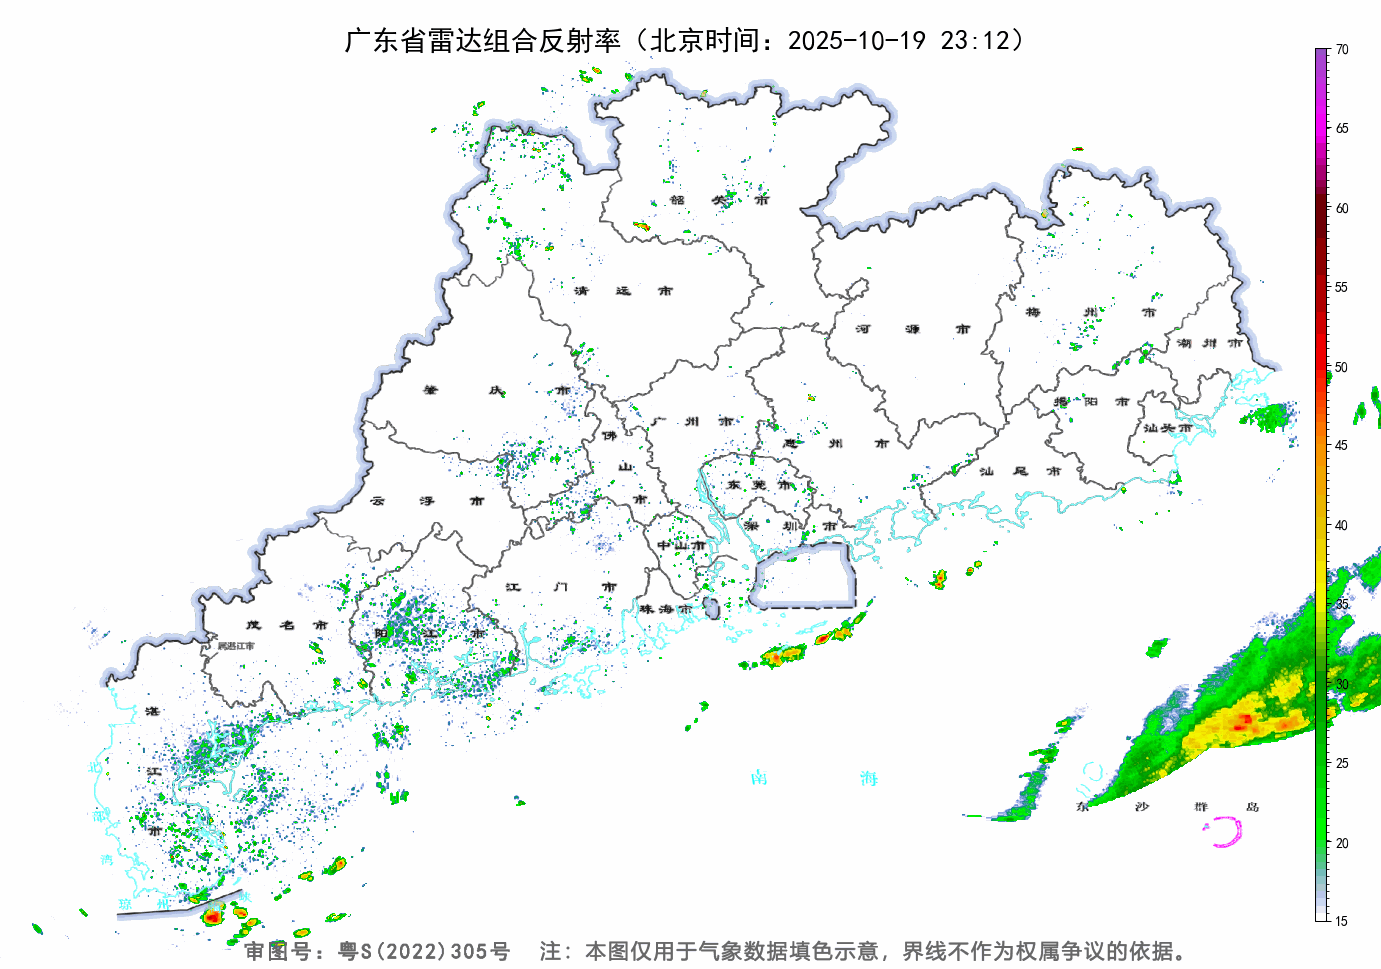 广东省雷达组合反射率（北京时间：2025-10-19 23:12）
70
65
60
55
50
45
40
35
30
25
20
15
韶关市
清远市
河源市
梅州市
潮州市
肇庆市
广州市
佛山市
惠州市
揭阳市
汕头市
汕尾市
云浮市
东莞市
深圳市
中山市
江门市
珠海市
茂名市
阳江市
属湛江市
湛江市
北部湾
琼州
南海
东沙群岛
审图号：粤S(2022)305号 注：本图仅用于气象数据填色示意，界线不作为权属争议的依据。